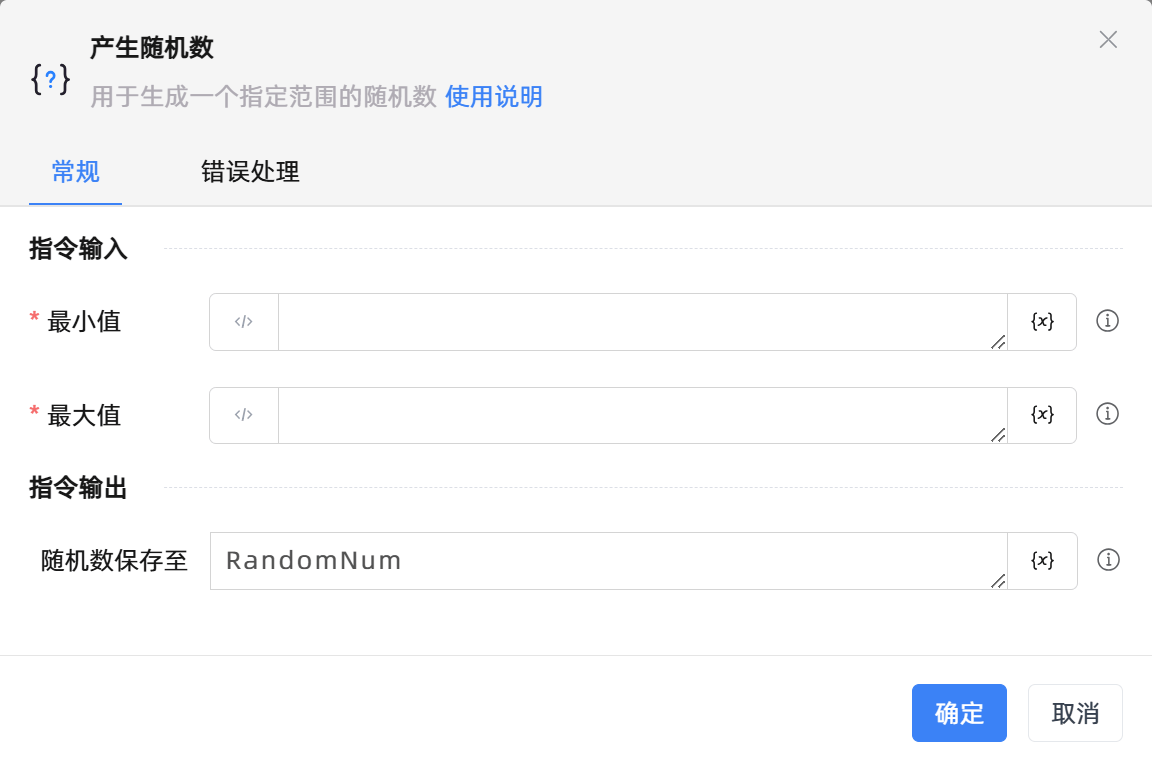 产生随机数
{?}
用于生成一个指定范围的随机数 使用说明
常规 错误处理
指令输入
* 最小值 </> {x}
* 最大值 </> {x}
指令输出
随机数保存至 RandomNum {x}
确定 取消